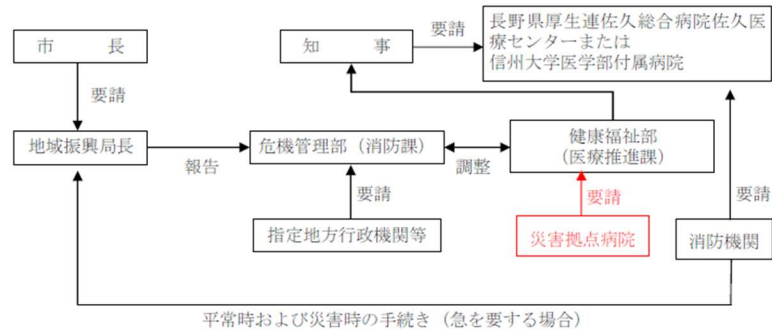 市　　長
知　　事
要請
長野県厚生連佐久総合病院佐久医
療センターまたは
信州大学医学部付属病院
要請
地域振興局長
報告
危機管理部（消防課）
調整
健康福祉部
（医療推進課）
要請
要請
要請
指定地方行政機関等
災害拠点病院
消防機関
平常時および災害時の手続き（急を要する場合）